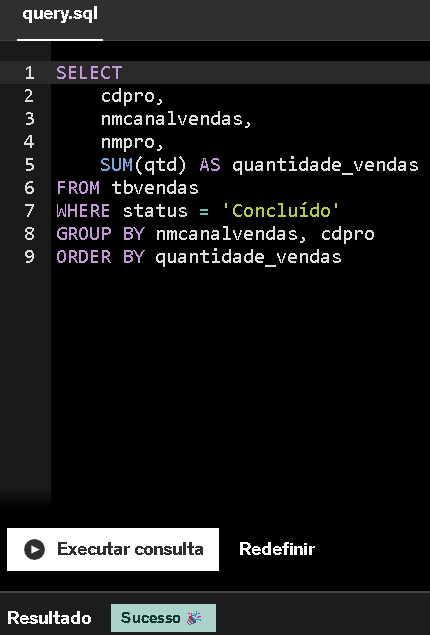 query.sql
1 SELECT
2 cdpro,
3 nmcanalvendas,
4 nmpro,
5 SUM(qtd) AS quantidade_vendas
6 FROM tbvendas
7 WHERE status = 'Concluído'
8 GROUP BY nmcanalvendas, cdpro
9 ORDER BY quantidade_vendas
Executar consulta Redefinir
Resultado Sucesso 🎉